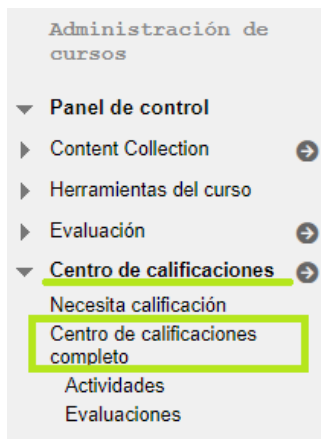 Administración de
cursos
Panel de control
Content Collection
Herramientas del curso
Evaluación
Centro de calificaciones
Necesita calificación
Centro de calificaciones
completo
Actividades
Evaluaciones